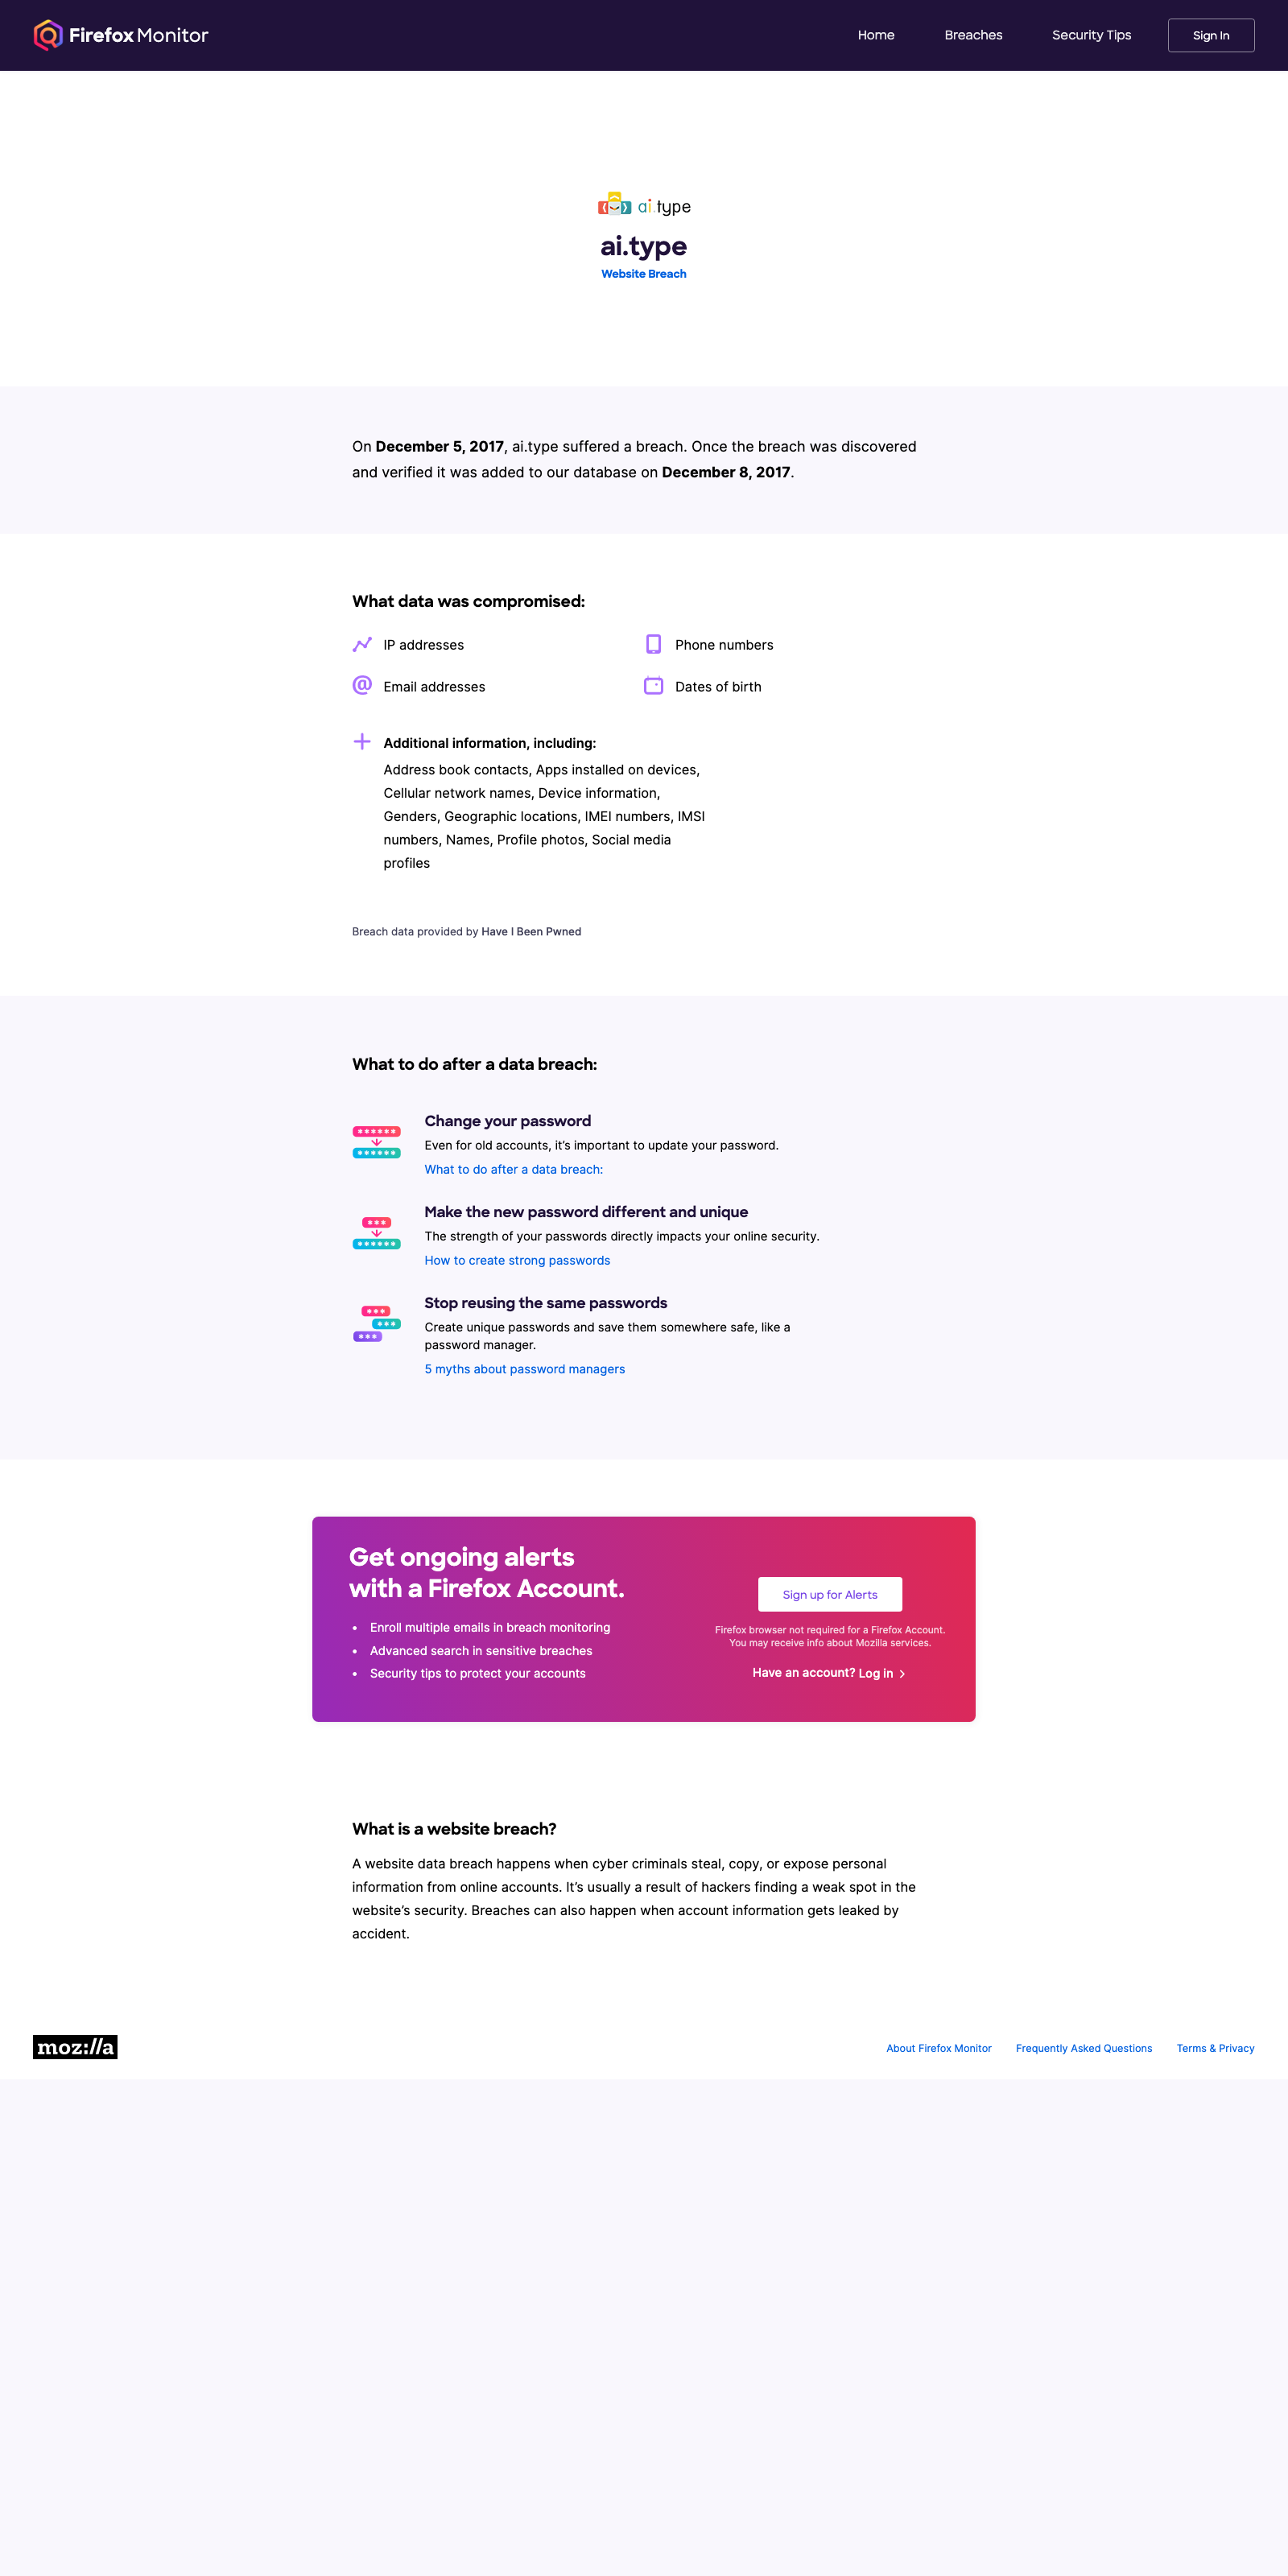 Firefox Monitor
Home
Breaches
Security Tips
Sign In
ai.type
ai.type
Website Breach
On December 5, 2017, ai.type suffered a breach. Once the breach was discovered
and verified it was added to our database on December 8, 2017.
What data was compromised:
IP addresses
Phone numbers
Email addresses
Dates of birth
Additional information, including:
Address book contacts, Apps installed on devices,
Cellular network names, Device information,
Genders, Geographic locations, IMEI numbers, IMSI
numbers, Names, Profile photos, Social media
profiles
Breach data provided by Have I Been Pwned
What to do after a data breach:
Change your password
Even for old accounts, it’s important to update your password.
What to do after a data breach:
Make the new password different and unique
The strength of your passwords directly impacts your online security.
How to create strong passwords
Stop reusing the same passwords
Create unique passwords and save them somewhere safe, like a
password manager.
5 myths about password managers
Get ongoing alerts
with a Firefox Account.
• Enroll multiple emails in breach monitoring
• Advanced search in sensitive breaches
• Security tips to protect your accounts
Sign up for Alerts
Firefox browser not required for a Firefox Account.
You may receive info about Mozilla services.
Have an account? Log in
What is a website breach?
A website data breach happens when cyber criminals steal, copy, or expose personal
information from online accounts. It’s usually a result of hackers finding a weak spot in the
website’s security. Breaches can also happen when account information gets leaked by
accident.
moz://a
About Firefox Monitor
Frequently Asked Questions
Terms & Privacy